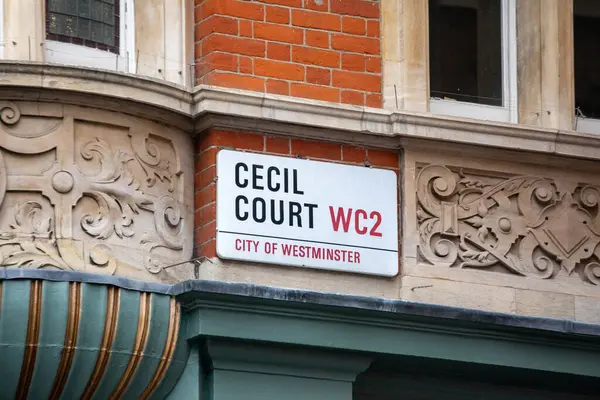 CECIL
COURT WC2
CITY OF WESTMINSTER